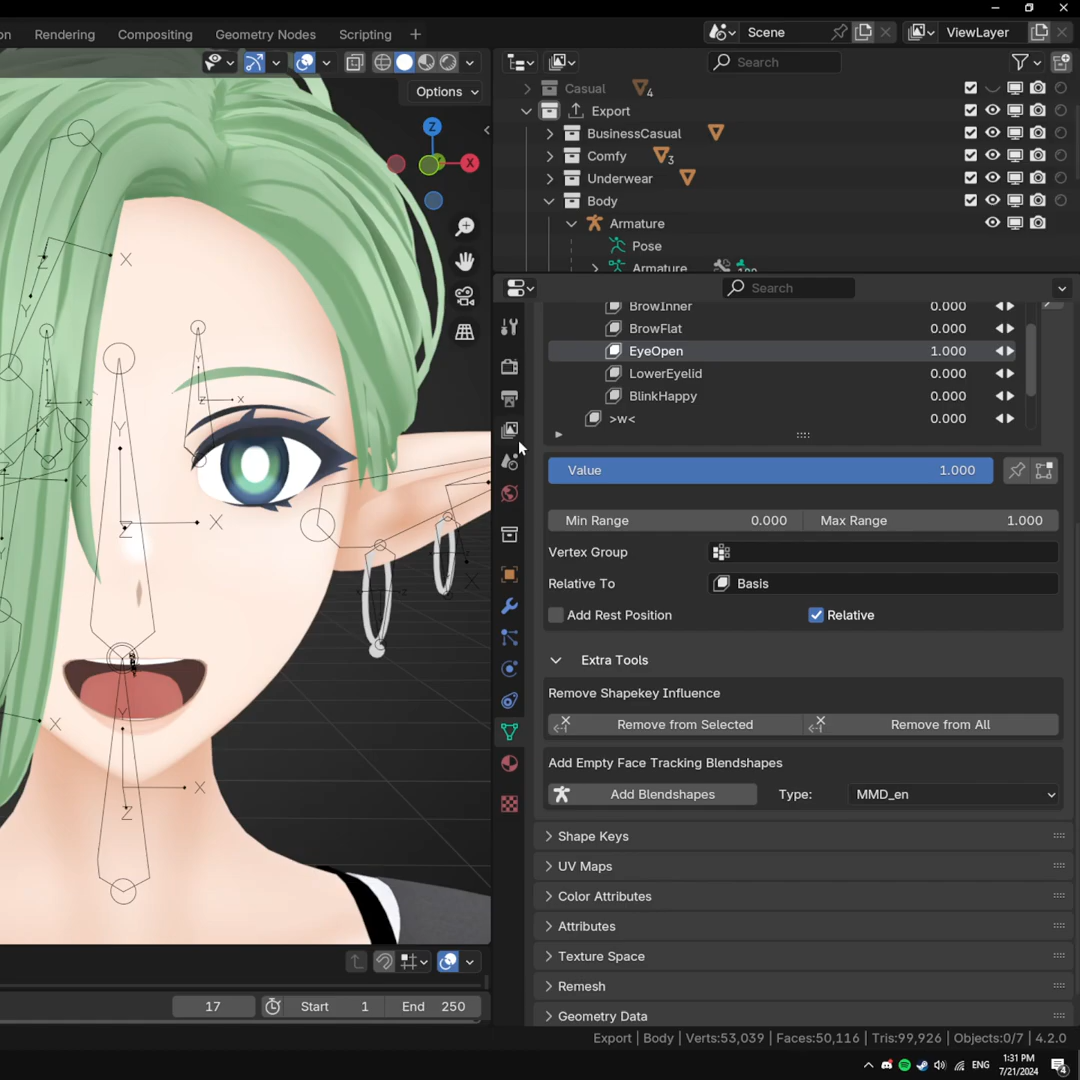 on Rendering Compositing Geometry Nodes Scripting + Scene ViewLayer
Options
Search
Casual 4
Export
BusinessCasual
Comfy 3
Underwear
Body
Armature
Pose
Armature
Search
BrowInner 0.000
BrowFlat 0.000
EyeOpen 1.000
LowerEyelid 0.000
BlinkHappy 0.000
>w< 0.000
Value 1.000
Min Range 0.000 Max Range 1.000
Vertex Group
Relative To Basis
Add Rest Position Relative
Extra Tools
Remove Shapekey Influence
Remove from Selected Remove from All
Add Empty Face Tracking Blendshapes
Add Blendshapes Type: MMD_en
Shape Keys
UV Maps
Color Attributes
Attributes
Texture Space
Remesh
Geometry Data
Z
X
Y
Z X
Z
X
Y
Y
Z X
X
X
Z
X
Y
X
Z
X
17 Start 1 End 250
Export | Body | Verts:53,039 | Faces:50,116 | Tris:99,926 | Objects:0/7 | 4.2.0
ENG 1:31 PM
7/21/2024 4